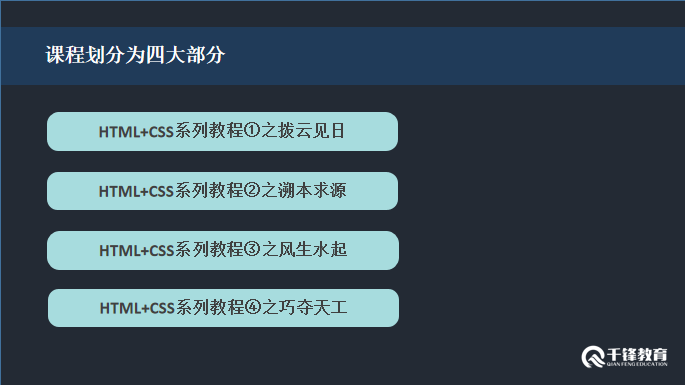 课程划分为四大部分
HTML+CSS系列教程①之拨云见日
HTML+CSS系列教程②之溯本求源
HTML+CSS系列教程③之风生水起
HTML+CSS系列教程④之巧夺天工
千锋教育
QIANFENG EDUCATION